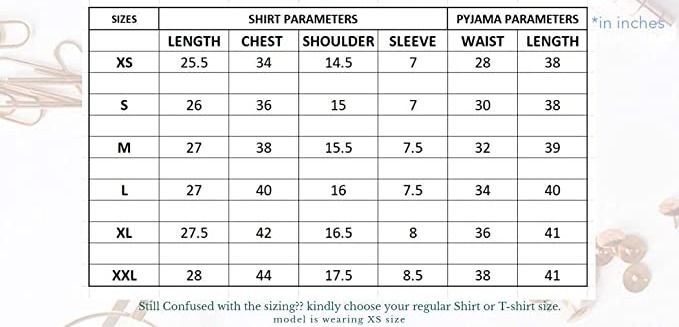 SIZES SHIRT PARAMETERS PYJAMA PARAMETERS *in inches
LENGTH CHEST SHOULDER SLEEVE WAIST LENGTH
XS 25.5 34 14.5 7 28 38
S 26 36 15 7 30 38
M 27 38 15.5 7.5 32 39
L 27 40 16 7.5 34 40
XL 27.5 42 16.5 8 36 41
XXL 28 44 17.5 8.5 38 41
Still Confused with the sizing?? kindly choose your regular Shirt or T-shirt size.
model is wearing XS size